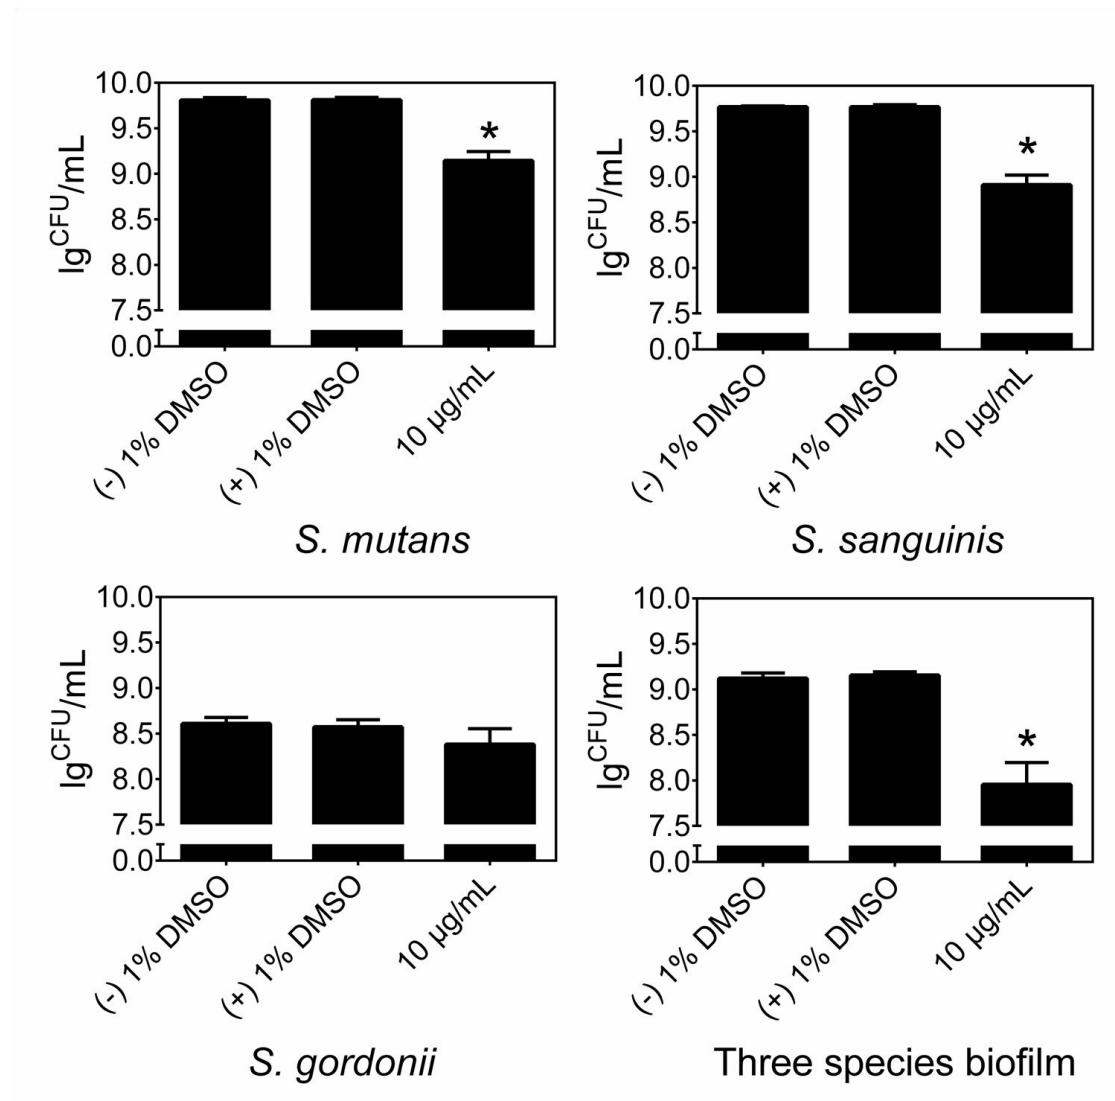 10.0
9.5
9.0
8.5
8.0
7.5
0.0
lgCFU/mL
*
(-) 1% DMSO
(+) 1% DMSO
10 µg/mL
S. mutans
10.0
9.5
9.0
8.5
8.0
7.5
0.0
lgCFU/mL
*
(-) 1% DMSO
(+) 1% DMSO
10 µg/mL
S. sanguinis
10.0
9.5
9.0
8.5
8.0
7.5
0.0
lgCFU/mL
(-) 1% DMSO
(+) 1% DMSO
10 µg/mL
S. gordonii
10.0
9.5
9.0
8.5
8.0
7.5
0.0
lgCFU/mL
*
(-) 1% DMSO
(+) 1% DMSO
10 µg/mL
Three species biofilm